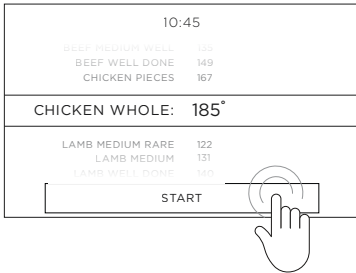 10:45
BEEF MEDIUM WELL 155
BEEF WELL DONE 149
CHICKEN PIECES 167
CHICKEN WHOLE: 185°
LAMB MEDIUM RARE 122
LAMB MEDIUM 131
LAMB WELL DONE 140
START